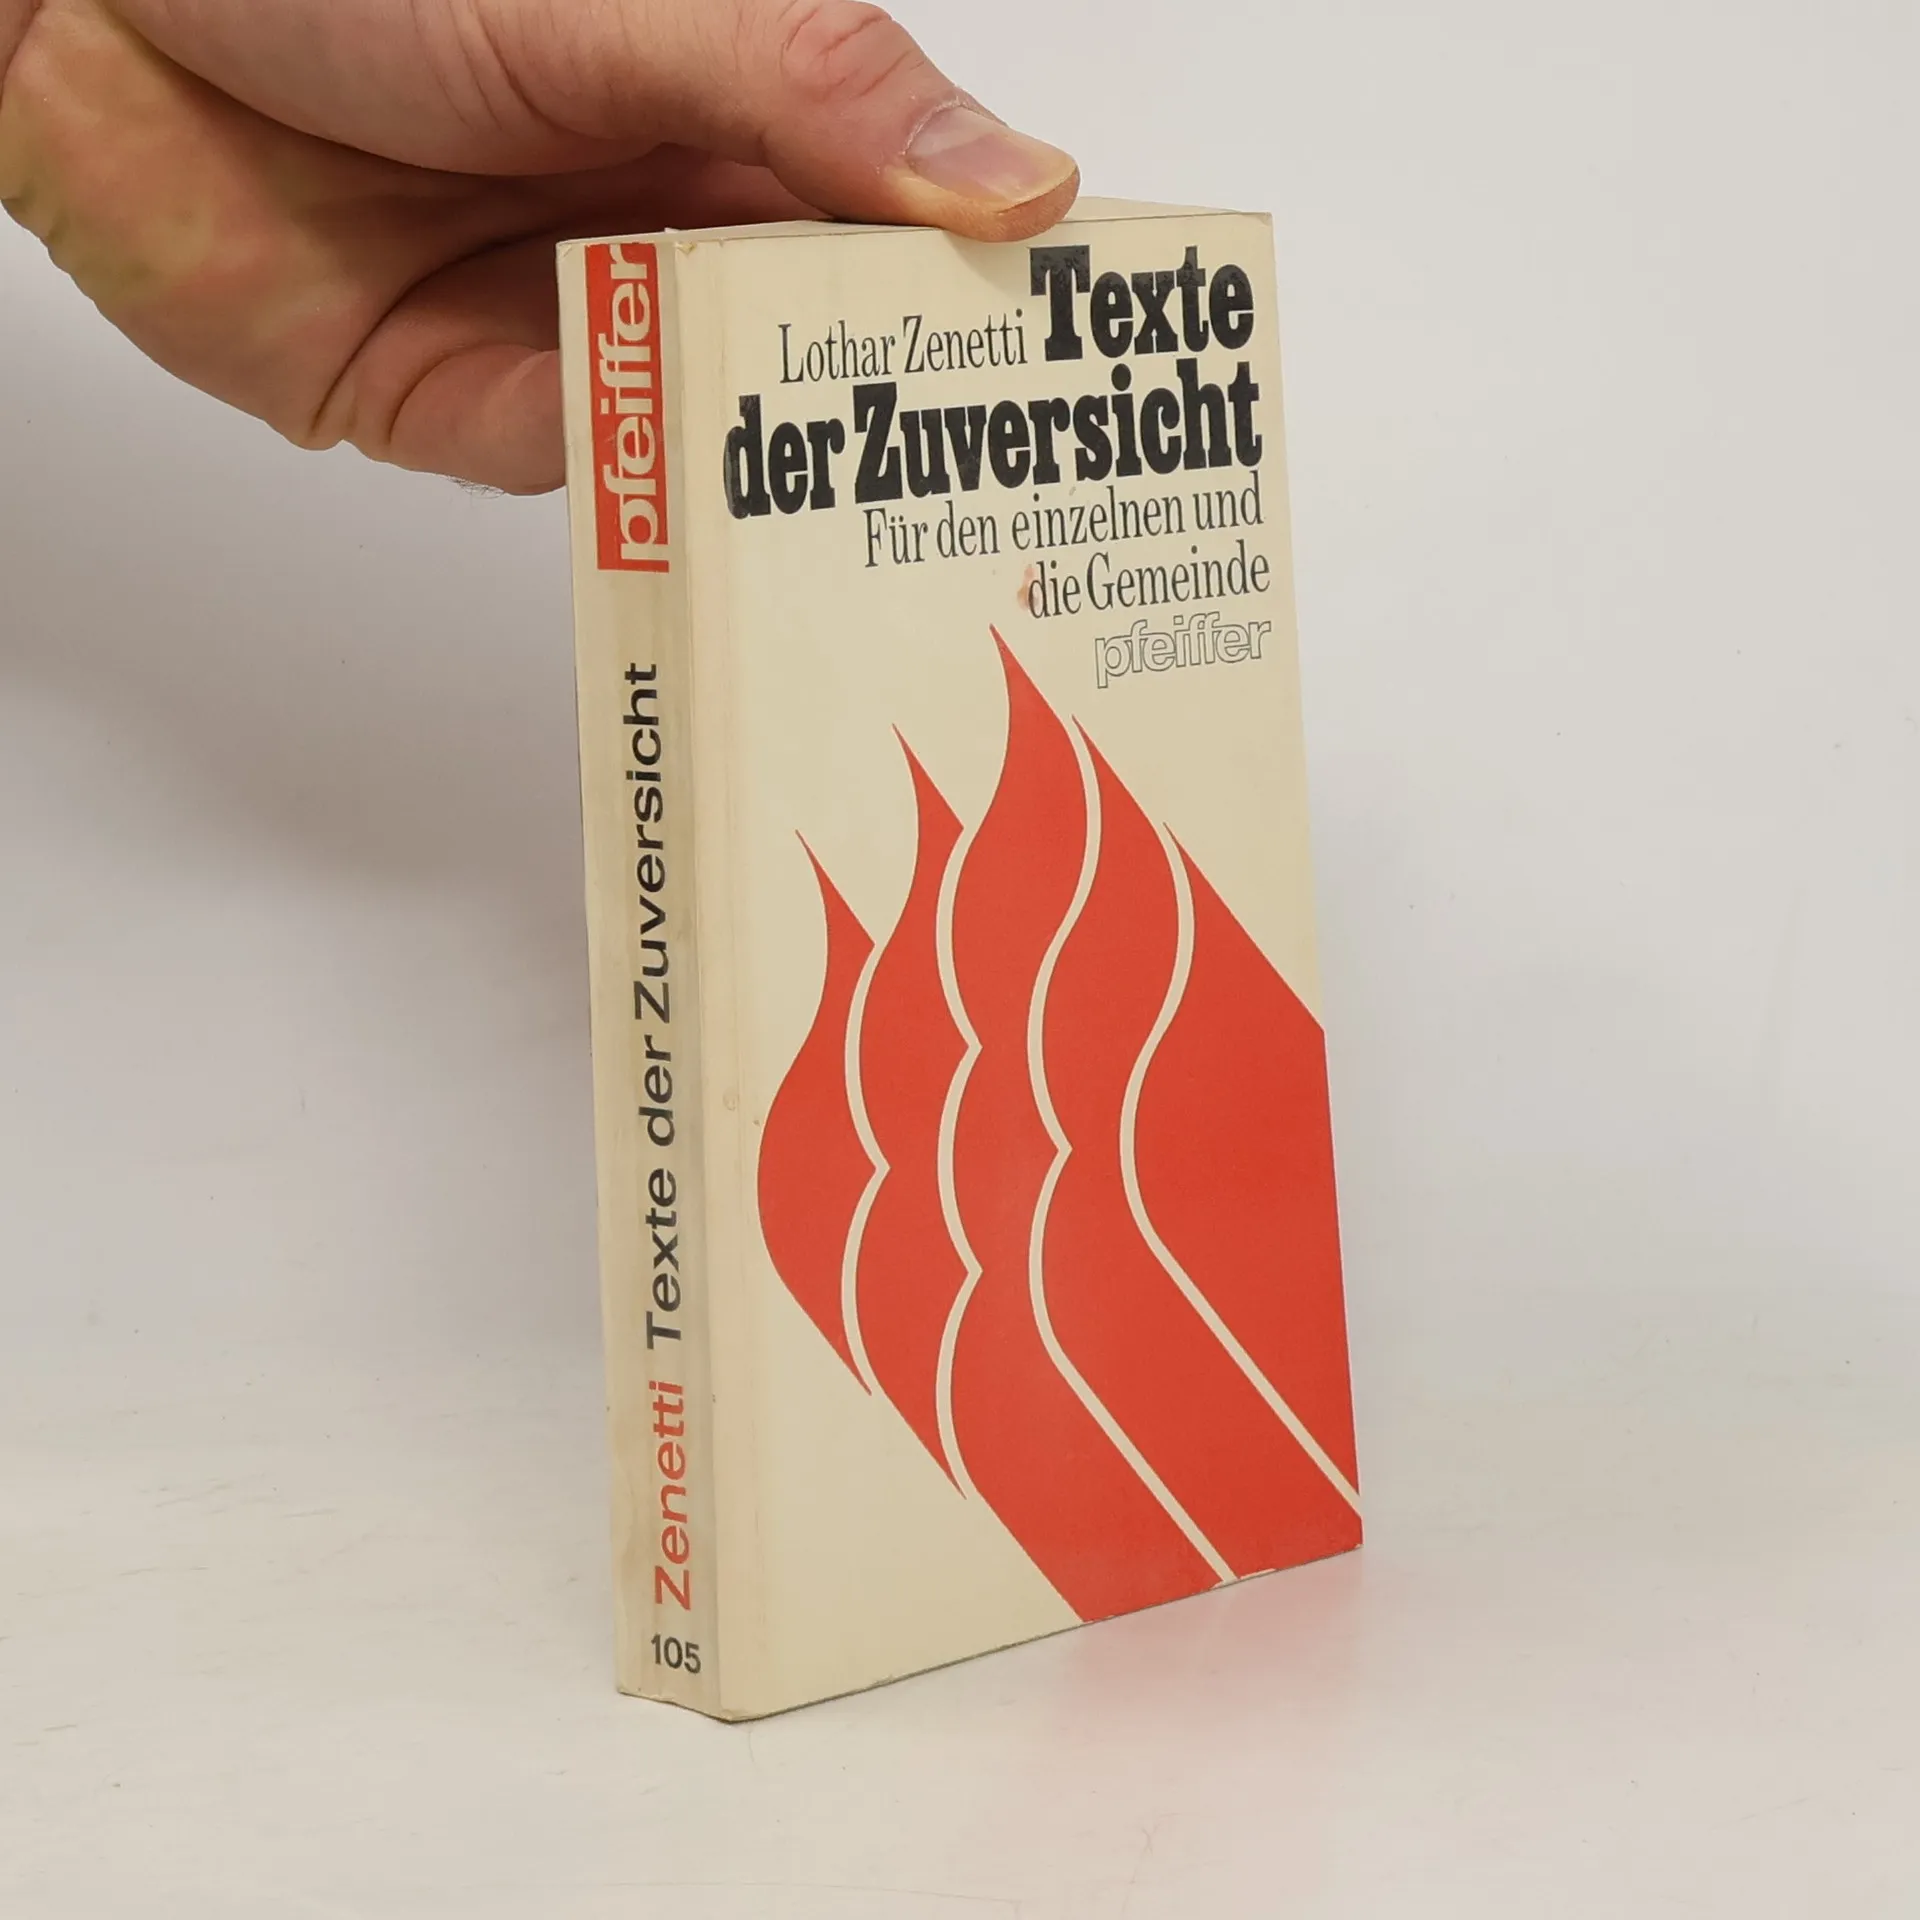 Lothar Zenetti Texte
der Zuversicht
Für den einzelnen und
die Gemeinde
pfeiffer
pfeiffer
Zenetti Texte der Zuversicht
105